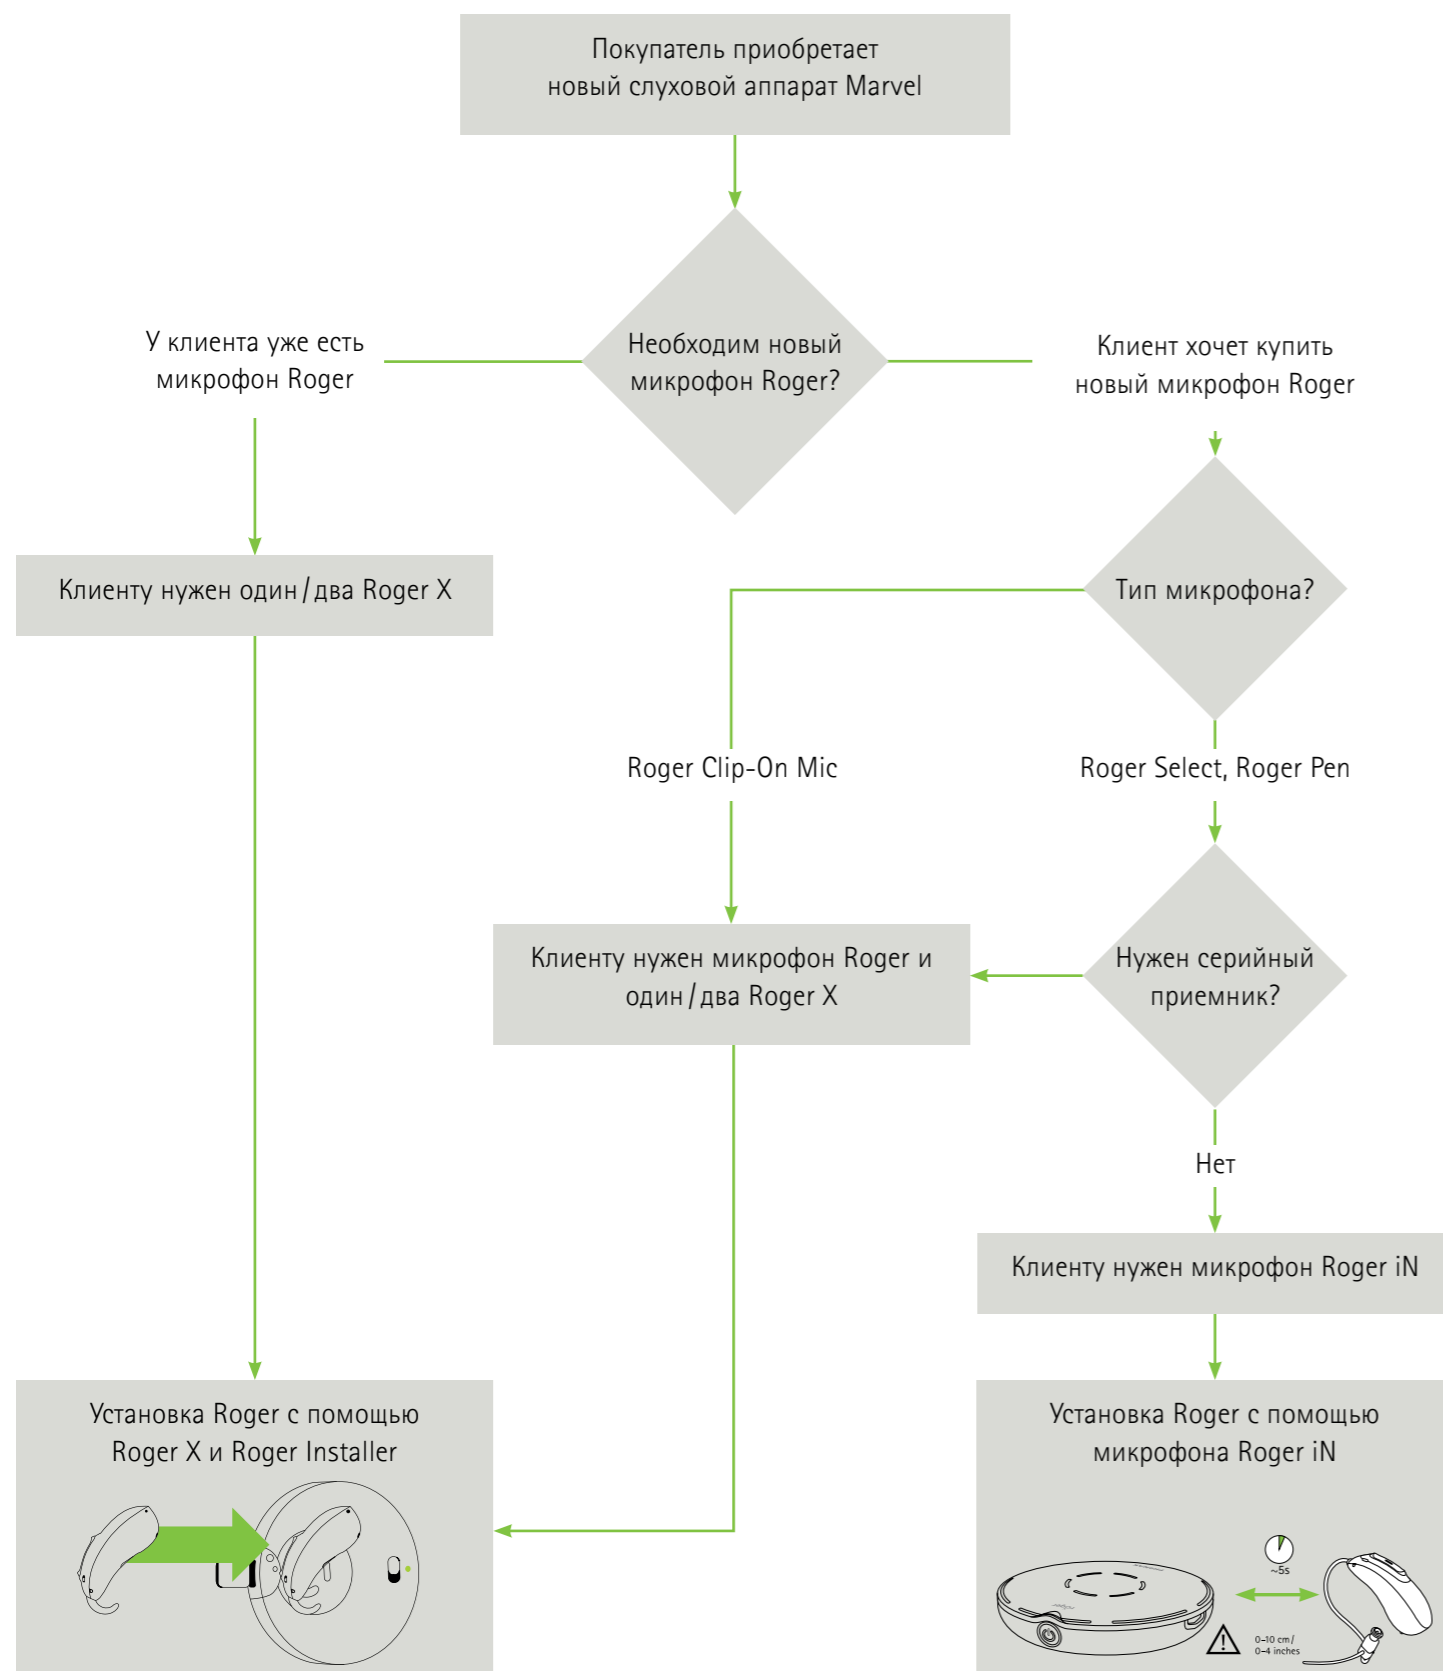 Покупатель приобретает
новый слуховой аппарат Marvel
Необходим новый
микрофон Roger?
У клиента уже есть
микрофон Roger
Клиент хочет купить
новый микрофон Roger
Клиенту нужен один / два Roger X
Тип микрофона?
Roger Clip-On Mic
Roger Select, Roger Pen
Клиенту нужен микрофон Roger и
один / два Roger X
Нужен серийный
приемник?
Нет
Клиенту нужен микрофон Roger iN
Установка Roger с помощью
Roger X и Roger Installer
Установка Roger с помощью
микрофона Roger iN
~5s
0–10 cm /
0–4 inches